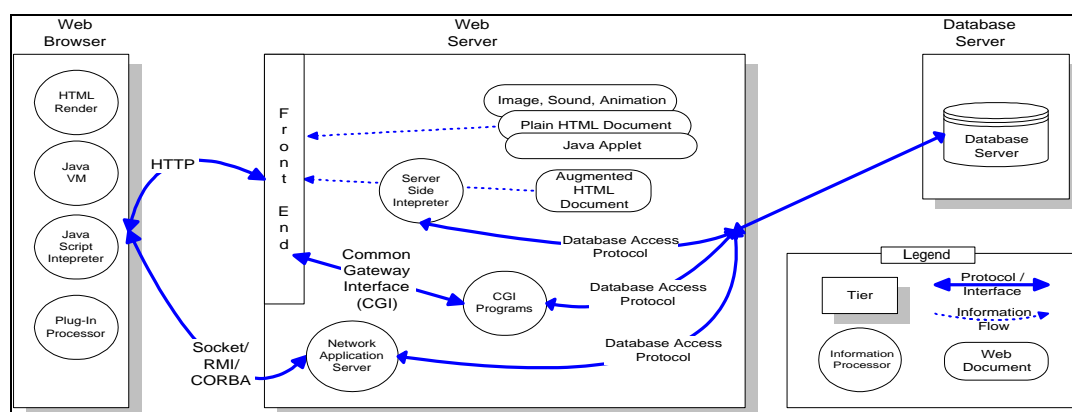 Web
Browser
HTML
Render
Java
VM
Java
Script
Intepreter
Plug-In
Processor
HTTP
Socket/
RMI/
CORBA
Web
Server
F
r
o
n
t
E
n
d
Image, Sound, Animation
Plain HTML Document
Java Applet
Server
Side
Intepreter
Augmented
HTML
Document
Database Access
Protocol
Common
Gateway
Interface
(CGI)
CGI
Programs
Database Access
Protocol
Network
Application
Server
Database Access
Protocol
Database
Server
Database
Server
Legend
Tier
Protocol /
Interface
Information
Flow
Information
Processor
Web
Document